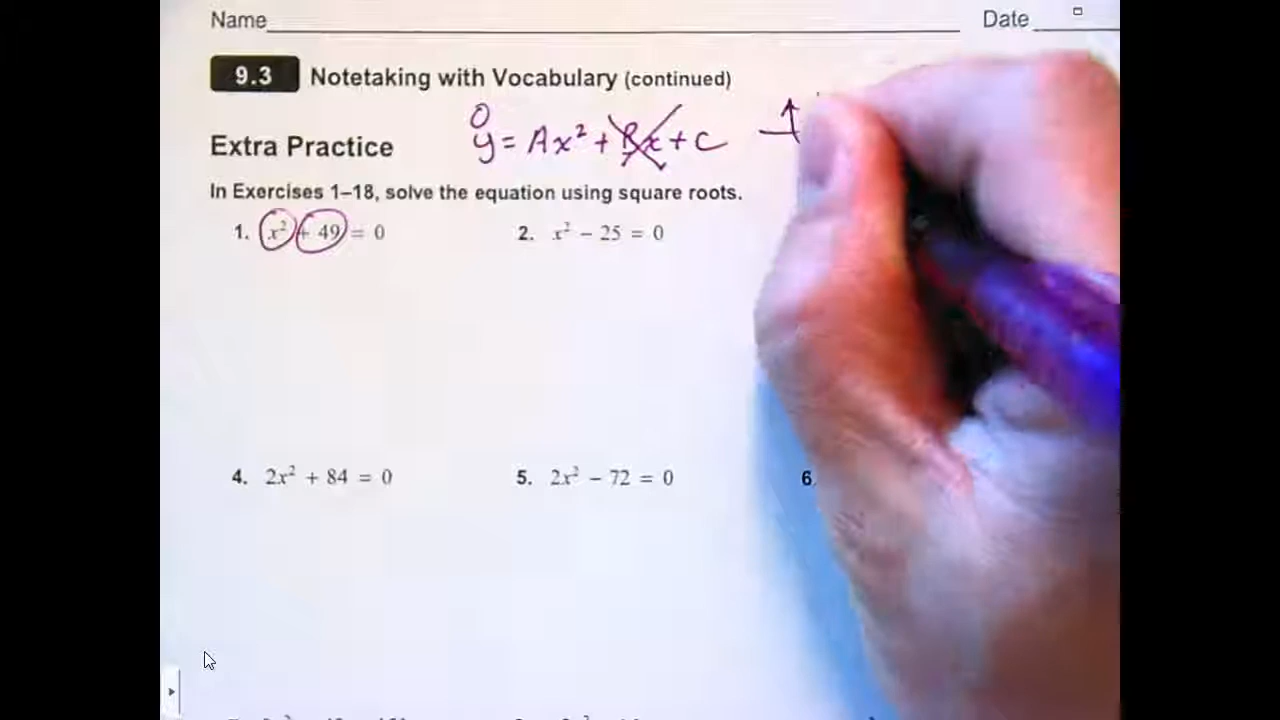 Name Date
9.3 Notetaking with Vocabulary (continued)
0
y = Ax² + Bx + C
Extra Practice
In Exercises 1–18, solve the equation using square roots.
1. x² + 49 = 0 2. x² − 25 = 0
4. 2x² + 84 = 0 5. 2x² − 72 = 0 6.